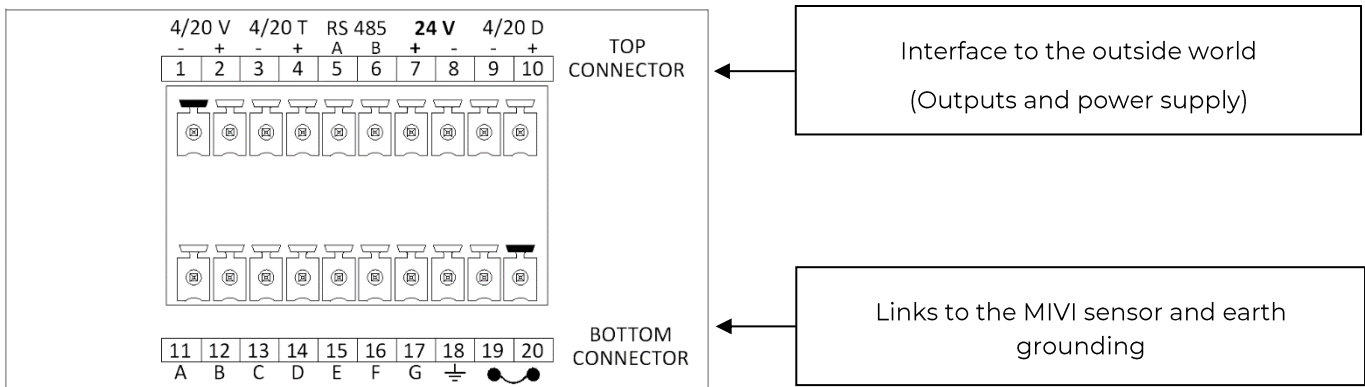 4/20 V 4/20 T RS 485 24 V 4/20 D
- + - + A B + - - +
1 2 3 4 5 6 7 8 9 10
TOP
CONNECTOR
Interface to the outside world
(Outputs and power supply)
11 12 13 14 15 16 17 18 19 20
A B C D E F G
BOTTOM
CONNECTOR
Links to the MIVI sensor and earth
grounding